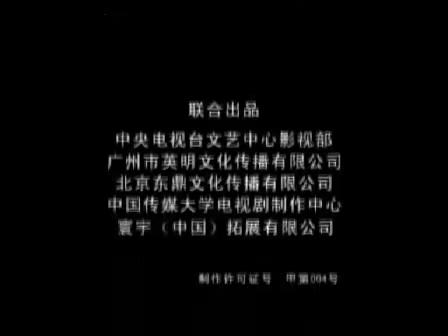 联合出品
中央电视台文艺中心影视部
广州市英明文化传播有限公司
北京东鼎文化传播有限公司
中国传媒大学电视剧制作中心
寰宇（中国）拓展有限公司
制作许可证号 甲第004号